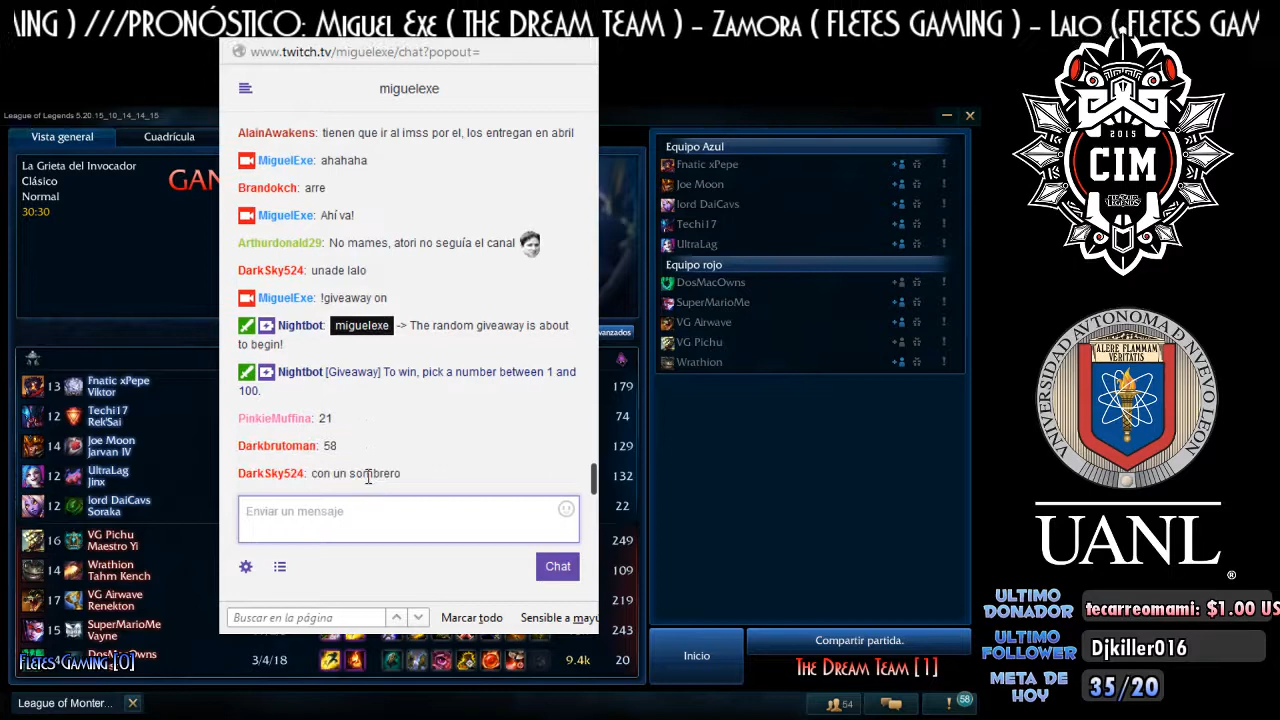 ING ) ///PRONÓSTICO: MIGUEL EXE ( THE DREAM TEAM ) – ZAMORA ( FLETES GAMING ) – LALO ( FLETES GAM
www.twitch.tv/miguelexe/chat?popout=
miguelexe
AlainAwakens: tienen que ir al imss por el, los entregan en abril
MiguelExe: ahahaha
Brandokch: arre
MiguelExe: Ahí va!
Arthurdonald29: No mames, atori no seguía el canal
DarkSky524: unade lalo
MiguelExe: !giveaway on
Nightbot: miguelexe -> The random giveaway is about
to begin!
Nightbot [Giveaway] To win, pick a number between 1 and
100.
PinkieMuffina: 21
Darkbrutoman: 58
DarkSky524: con un sombrero
Enviar un mensaje
Chat
Buscar en la página
Marcar todo
Sensible a mayú
League of Legends 5.20.15_10_14_14_15
Vista general
Cuadrícula
La Grieta del Invocador
Clásico
Normal
30:30
GAN
vanzados
13 Fnatic xPepe
Viktor
179
12 Techi17
Rek'Sai
74
14 Joe Moon
Jarvan IV
129
12 UltraLag
Jinx
132
12 lord DaiCavs
Soraka
22
16 VG Pichu
Maestro Yi
249
14 Wrathion
Tahm Kench
109
17 VG Airwave
Renekton
219
15 SuperMarioMe
Vayne
243
3/4/18
9.4k
20
FLETES GAMING [0]
League of Monter...
Equipo Azul
Fnatic xPepe
Joe Moon
lord DaiCavs
Techi17
UltraLag
Equipo rojo
DosMacOwns
SuperMarioMe
VG Airwave
VG Pichu
Wrathion
Inicio
Compartir partida.
THE DREAM TEAM [1]
54
58
2015
CIM
UNIVERSIDAD AVTONOMA DE NVEVO LEON
ALERE FLAMMAM
VERITATIS
UANL
®
ULTIMO
DONADOR
tecarreomami: $1.00 US
ULTIMO
FOLLOWER
Djkiller016
META DE
HOY
35/20